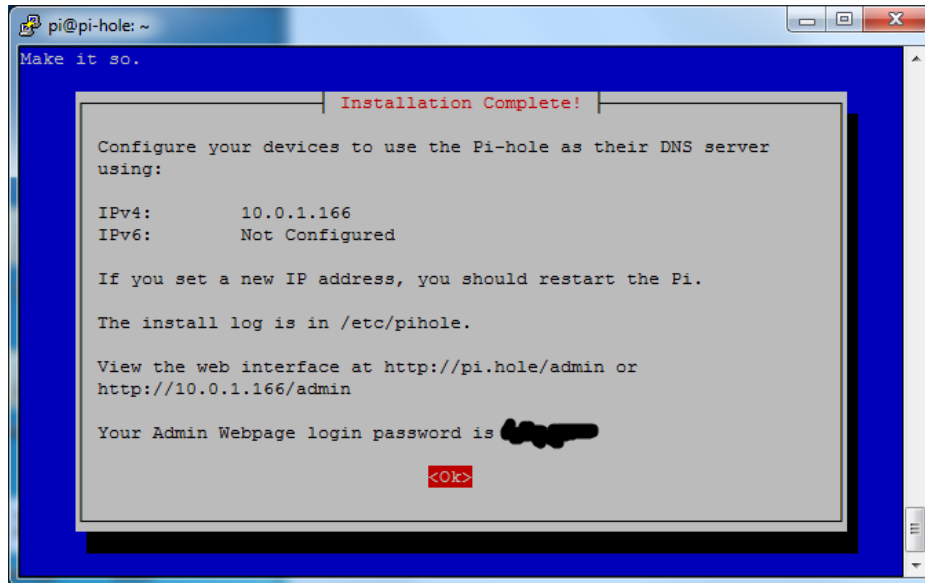 pi@pi-hole: ~
Make it so.
Installation Complete!
Configure your devices to use the Pi-hole as their DNS server
using:
IPv4: 10.0.1.166
IPv6: Not Configured
If you set a new IP address, you should restart the Pi.
The install log is in /etc/pihole.
View the web interface at http://pi.hole/admin or
http://10.0.1.166/admin
Your Admin Webpage login password is
<Ok>